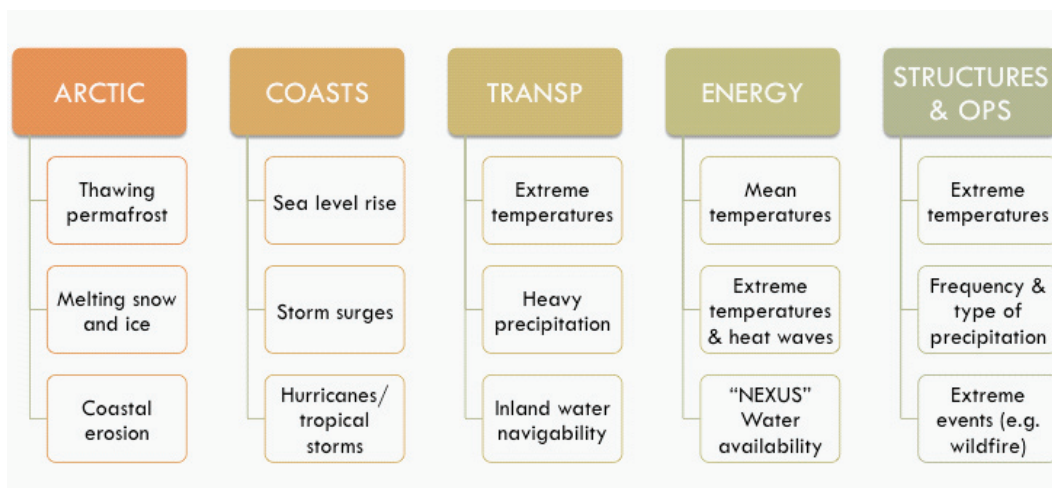 ARCTIC
Thawing
permafrost
Melting snow
and ice
Coastal
erosion
COASTS
Sea level rise
Storm surges
Hurricanes/
tropical
storms
TRANSP
Extreme
temperatures
Heavy
precipitation
Inland water
navigability
ENERGY
Mean
temperatures
Extreme
temperatures
& heat waves
“NEXUS”
Water
availability
STRUCTURES
& OPS
Extreme
temperatures
Frequency &
type of
precipitation
Extreme
events (e.g.
wildfire)